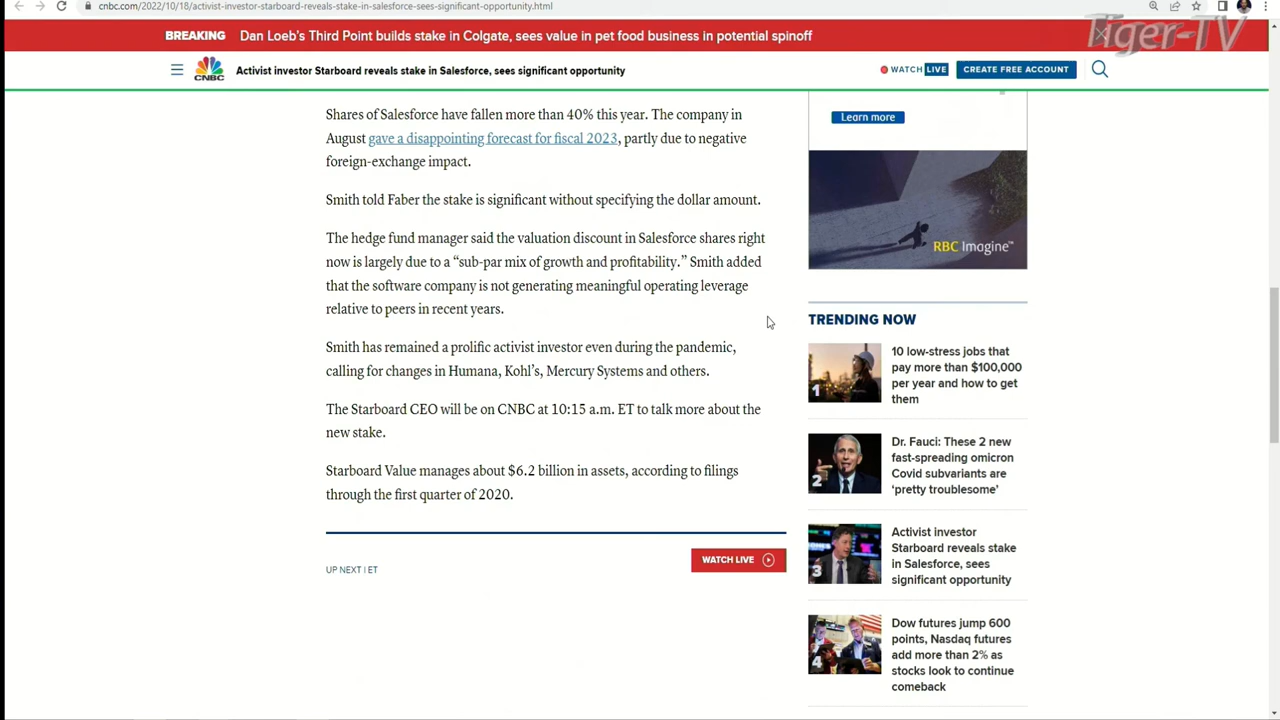 cnbc.com/2022/10/18/activist-investor-starboard-reveals-stake-in-salesforce-sees-significant-opportunity.html
Tiger-TV
BREAKING Dan Loeb's Third Point builds stake in Colgate, sees value in pet food business in potential spinoff
CNBC
Activist investor Starboard reveals stake in Salesforce, sees significant opportunity
WATCH LIVE
CREATE FREE ACCOUNT
Shares of Salesforce have fallen more than 40% this year. The company in
August gave a disappointing forecast for fiscal 2023, partly due to negative
foreign-exchange impact.
Smith told Faber the stake is significant without specifying the dollar amount.
The hedge fund manager said the valuation discount in Salesforce shares right
now is largely due to a “sub-par mix of growth and profitability.” Smith added
that the software company is not generating meaningful operating leverage
relative to peers in recent years.
Smith has remained a prolific activist investor even during the pandemic,
calling for changes in Humana, Kohl’s, Mercury Systems and others.
The Starboard CEO will be on CNBC at 10:15 a.m. ET to talk more about the
new stake.
Starboard Value manages about $6.2 billion in assets, according to filings
through the first quarter of 2020.
UP NEXT | ET
WATCH LIVE
Learn more
RBC Imagine™
TRENDING NOW
1
10 low-stress jobs that
pay more than $100,000
per year and how to get
them
2
Dr. Fauci: These 2 new
fast-spreading omicron
Covid subvariants are
‘pretty troublesome’
3
Activist investor
Starboard reveals stake
in Salesforce, sees
significant opportunity
4
Dow futures jump 600
points, Nasdaq futures
add more than 2% as
stocks look to continue
comeback